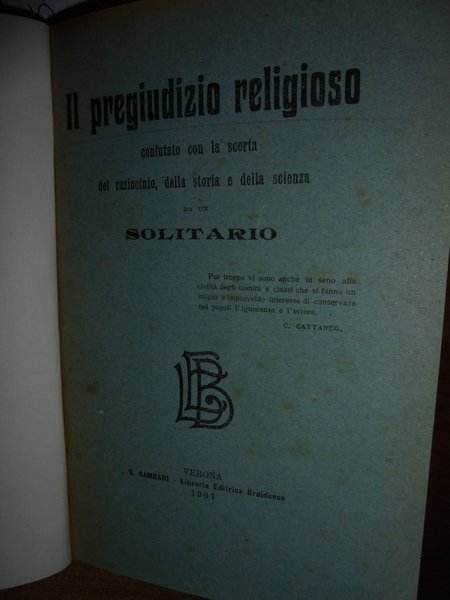 Il pregiudizio religioso
confutato con la scorta
del raziocinio, della storia e della scienza
DA UN
SOLITARIO
Pur troppo vi sono anche in seno alla
civiltà degli uomini e classi che si fanno un
iniquo e improvvido interesse di conservare
nei popoli l'ignoranza e l'errore.
C. CATTANEO.
VERONA
G. GAMBARI - Libreria Editrice Braidense
1907